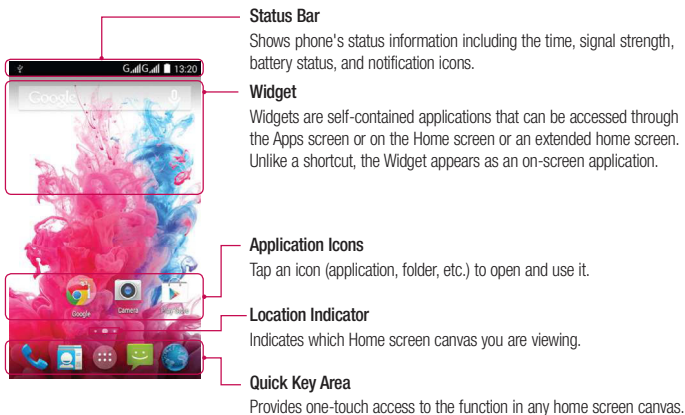 Status Bar
Shows phone's status information including the time, signal strength,
battery status, and notification icons.
G G 13:20
Google
Widget
Widgets are self-contained applications that can be accessed through
the Apps screen or on the Home screen or an extended home screen.
Unlike a shortcut, the Widget appears as an on-screen application.
Application Icons
Tap an icon (application, folder, etc.) to open and use it.
Google Camera Play Store
Location Indicator
Indicates which Home screen canvas you are viewing.
Quick Key Area
Provides one-touch access to the function in any home screen canvas.